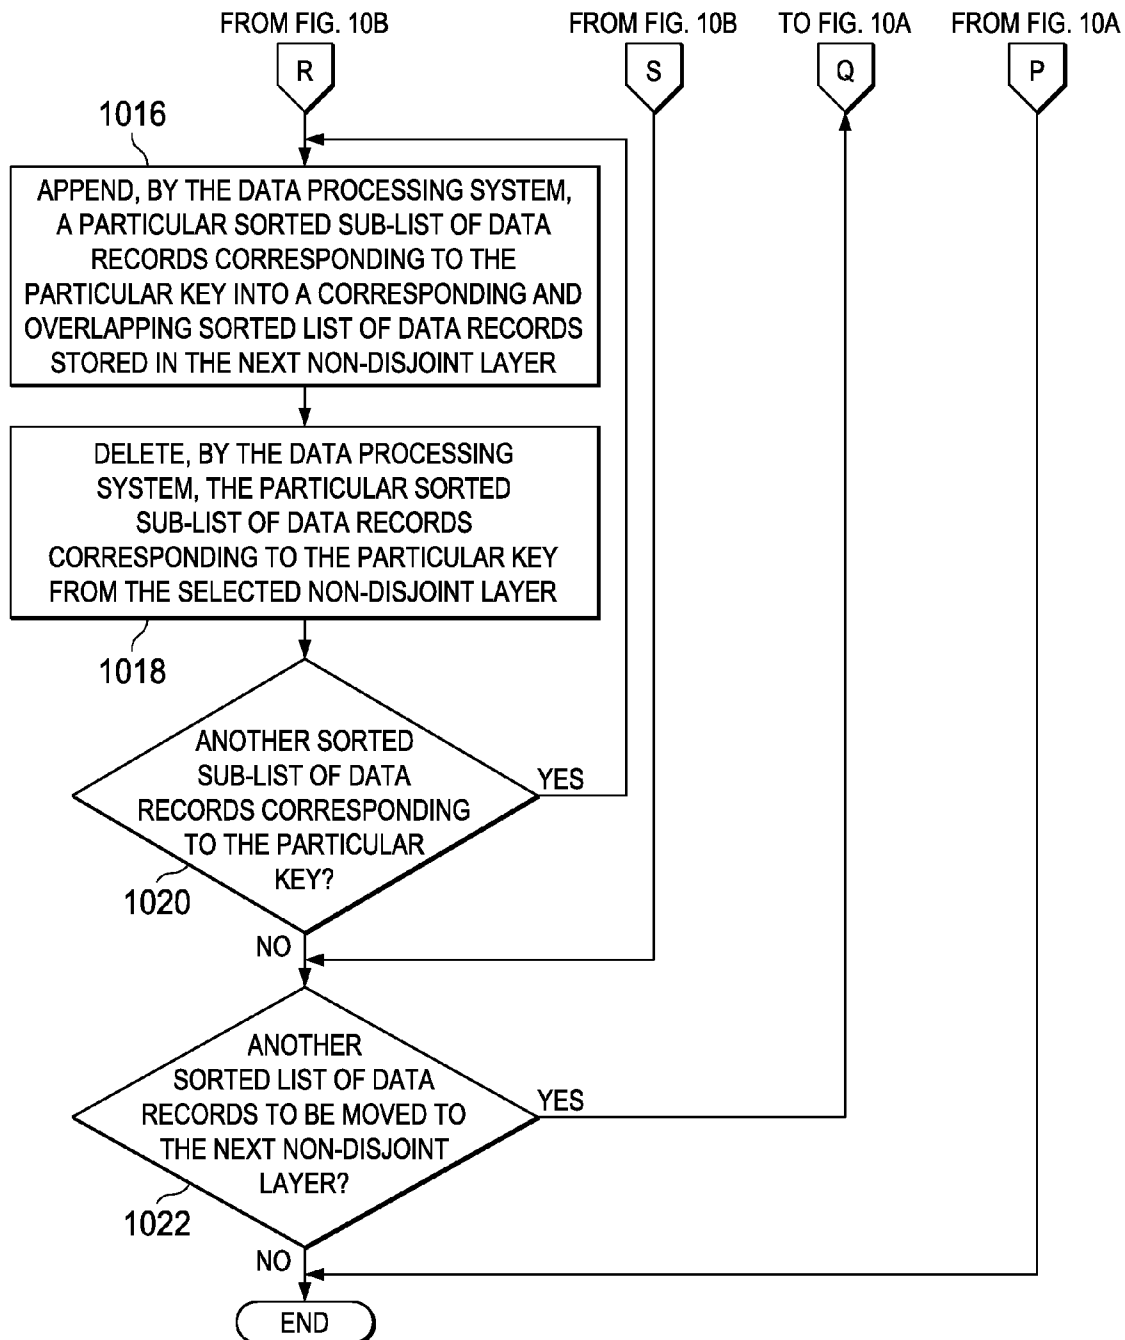 FROM FIG. 10B
FROM FIG. 10B
TO FIG. 10A
FROM FIG. 10A
R
S
Q
P
1016
APPEND, BY THE DATA PROCESSING SYSTEM,
A PARTICULAR SORTED SUB-LIST OF DATA
RECORDS CORRESPONDING TO THE
PARTICULAR KEY INTO A CORRESPONDING AND
OVERLAPPING SORTED LIST OF DATA RECORDS
STORED IN THE NEXT NON-DISJOINT LAYER
DELETE, BY THE DATA PROCESSING
SYSTEM, THE PARTICULAR SORTED
SUB-LIST OF DATA RECORDS
CORRESPONDING TO THE PARTICULAR KEY
FROM THE SELECTED NON-DISJOINT LAYER
1018
ANOTHER SORTED
SUB-LIST OF DATA
RECORDS CORRESPONDING
TO THE PARTICULAR
KEY?
YES
1020
NO
ANOTHER
SORTED LIST OF DATA
RECORDS TO BE MOVED TO
THE NEXT NON-DISJOINT
LAYER?
YES
1022
NO
END